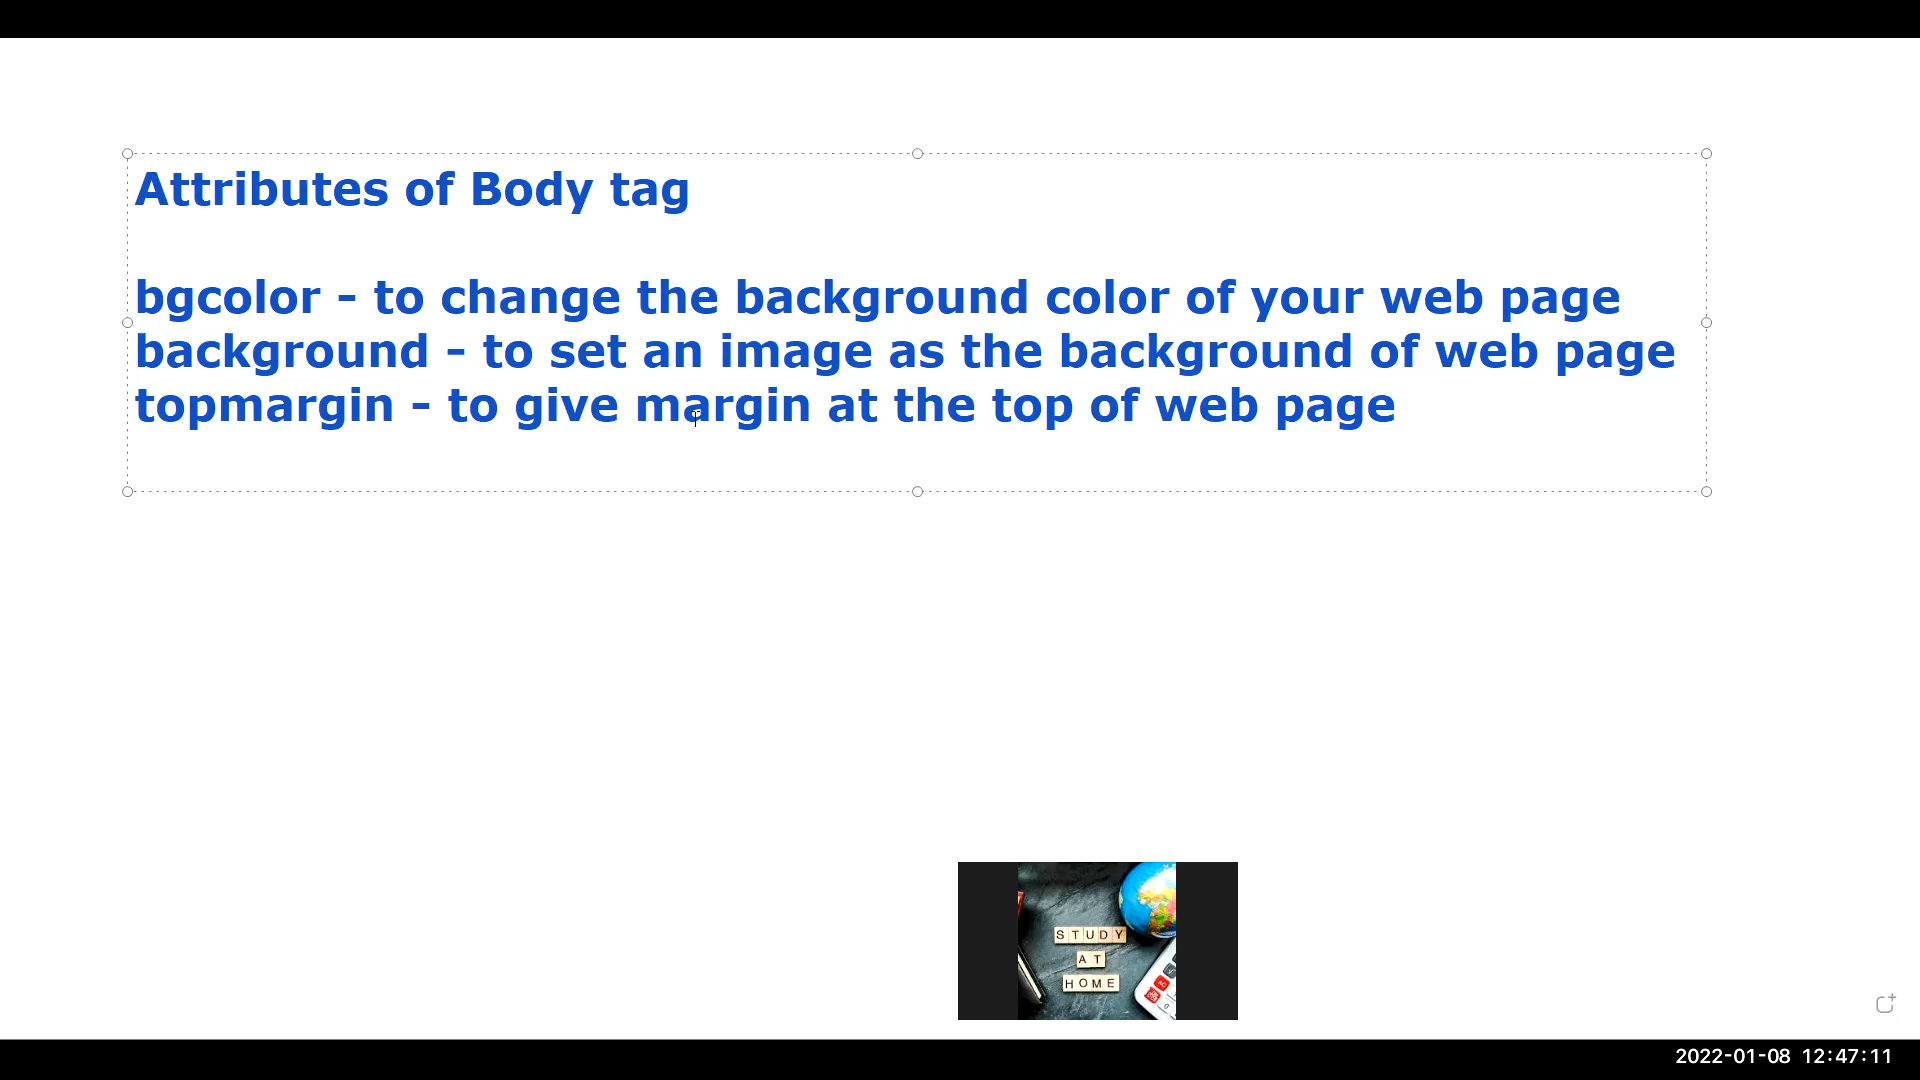 Attributes of Body tag
bgcolor - to change the background color of your web page
background - to set an image as the background of web page
topmargin - to give margin at the top of web page
STUDY
AT
HOME
2022-01-08 12:47:11